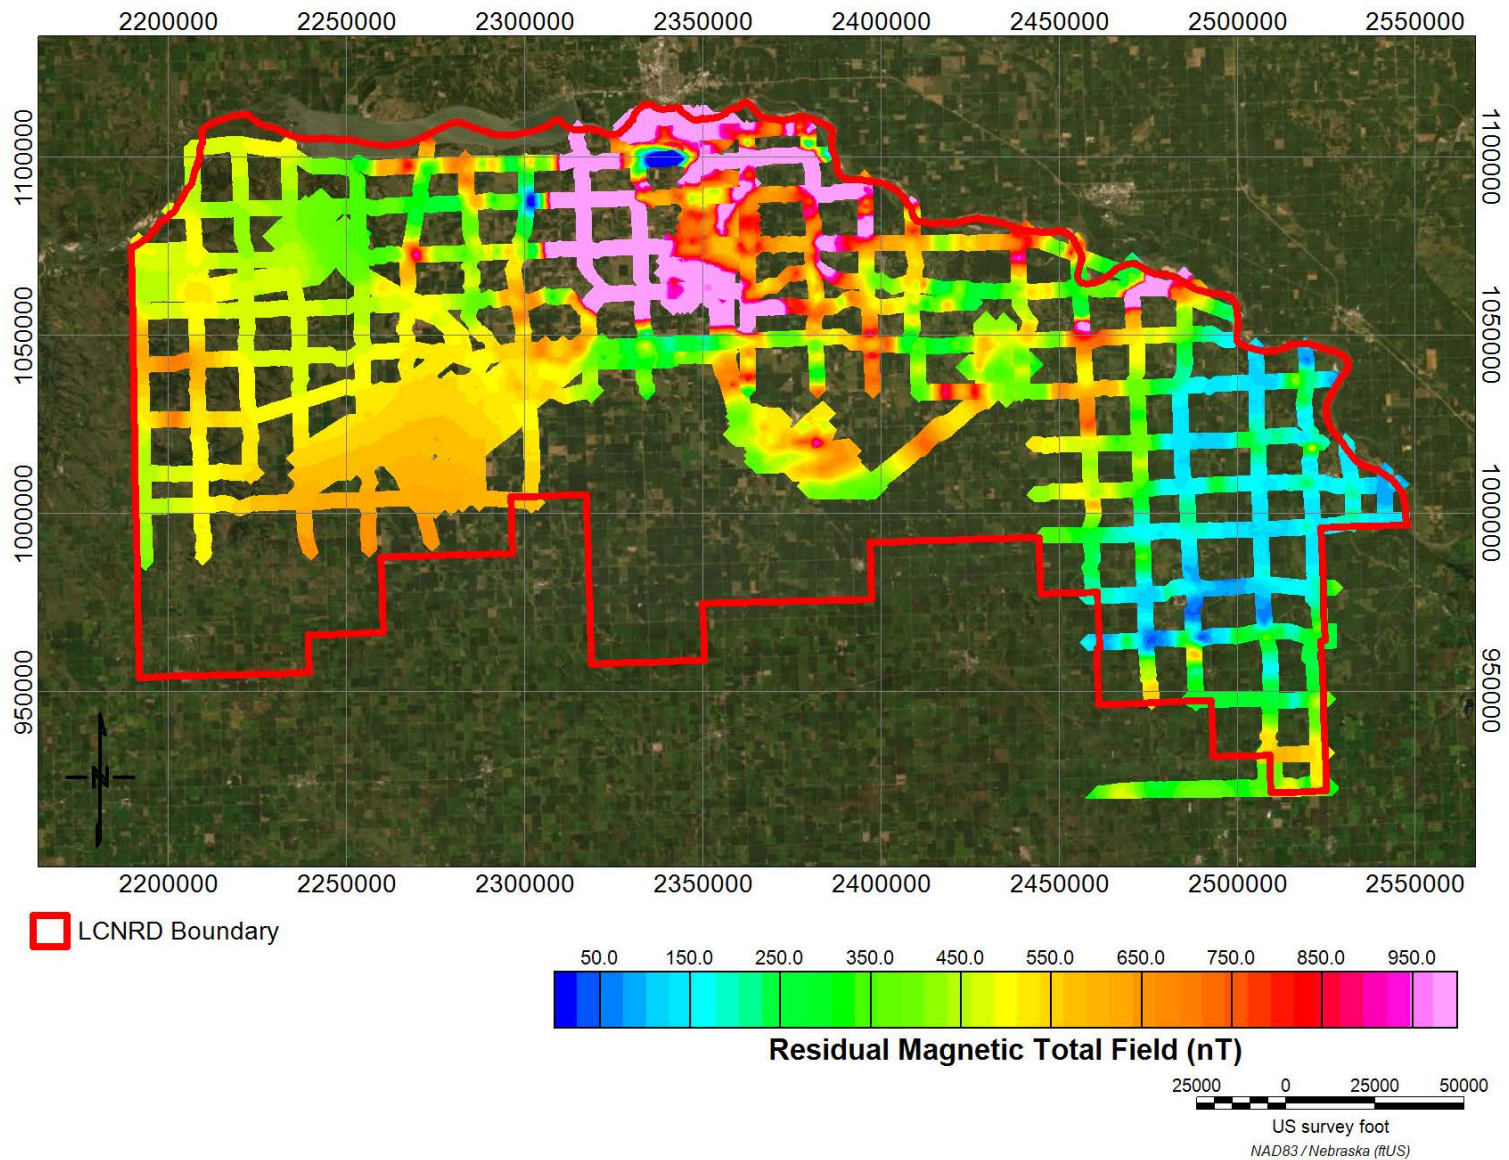 2200000 2250000 2300000 2350000 2400000 2450000 2500000 2550000
1100000 1100000
1050000 1050000
1000000 1000000
950000 950000
N
2200000 2250000 2300000 2350000 2400000 2450000 2500000 2550000
LCNRD Boundary
50.0 150.0 250.0 350.0 450.0 550.0 650.0 750.0 850.0 950.0
Residual Magnetic Total Field (nT)
25000 0 25000 50000
US survey foot
NAD83 / Nebraska (ftUS)